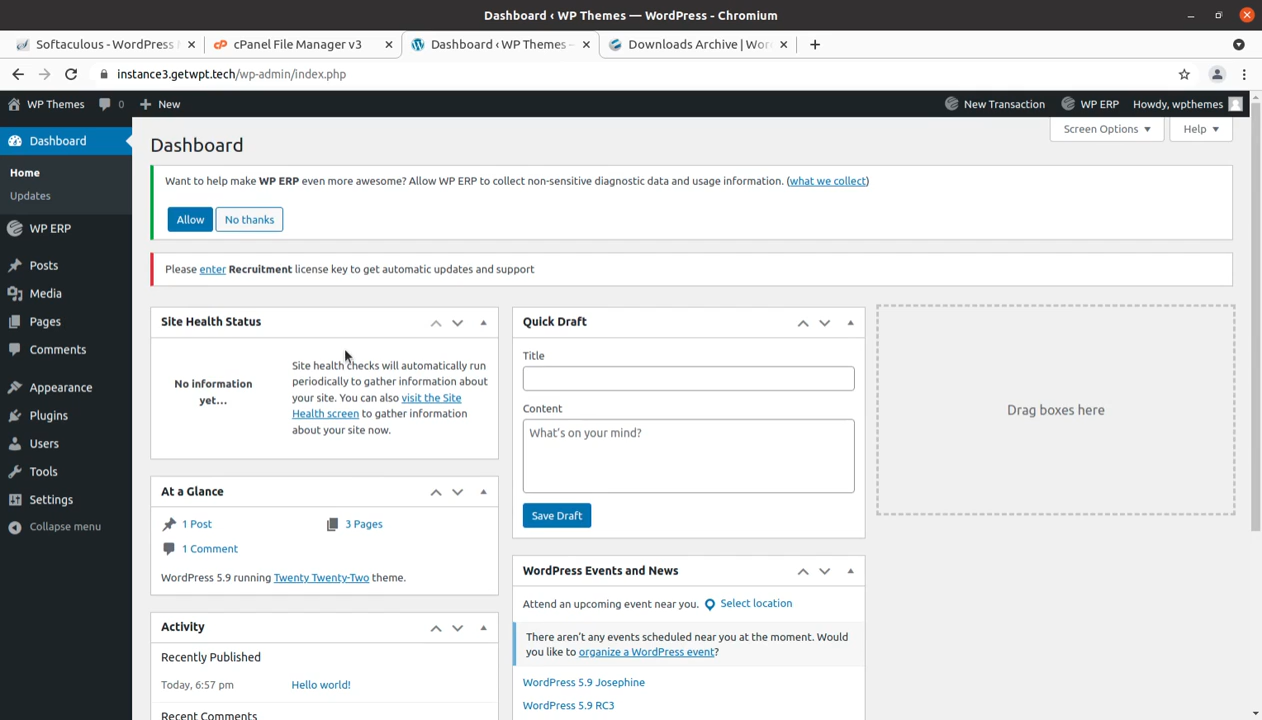 Dashboard ‹ WP Themes — WordPress - Chromium
Softaculous - WordPress
cPanel File Manager v3
Dashboard ‹ WP Themes
Downloads Archive | Wor
instance3.getwpt.tech/wp-admin/index.php
WP Themes
0
New
New Transaction
WP ERP
Howdy, wpthemes
Dashboard
Home
Updates
WP ERP
Posts
Media
Pages
Comments
Appearance
Plugins
Users
Tools
Settings
Collapse menu
Screen Options
Help
Dashboard
Want to help make WP ERP even more awesome? Allow WP ERP to collect non-sensitive diagnostic data and usage information. (what we collect)
Allow
No thanks
Please enter Recruitment license key to get automatic updates and support
Site Health Status
No information
yet...
Site health checks will automatically run
periodically to gather information about
your site. You can also visit the Site
Health screen to gather information
about your site now.
At a Glance
1 Post
3 Pages
1 Comment
WordPress 5.9 running Twenty Twenty-Two theme.
Activity
Recently Published
Today, 6:57 pm
Hello world!
Recent Comments
Quick Draft
Title
Content
What's on your mind?
Save Draft
WordPress Events and News
Attend an upcoming event near you.
Select location
There aren't any events scheduled near you at the moment. Would
you like to organize a WordPress event?
WordPress 5.9 Josephine
WordPress 5.9 RC3
Drag boxes here